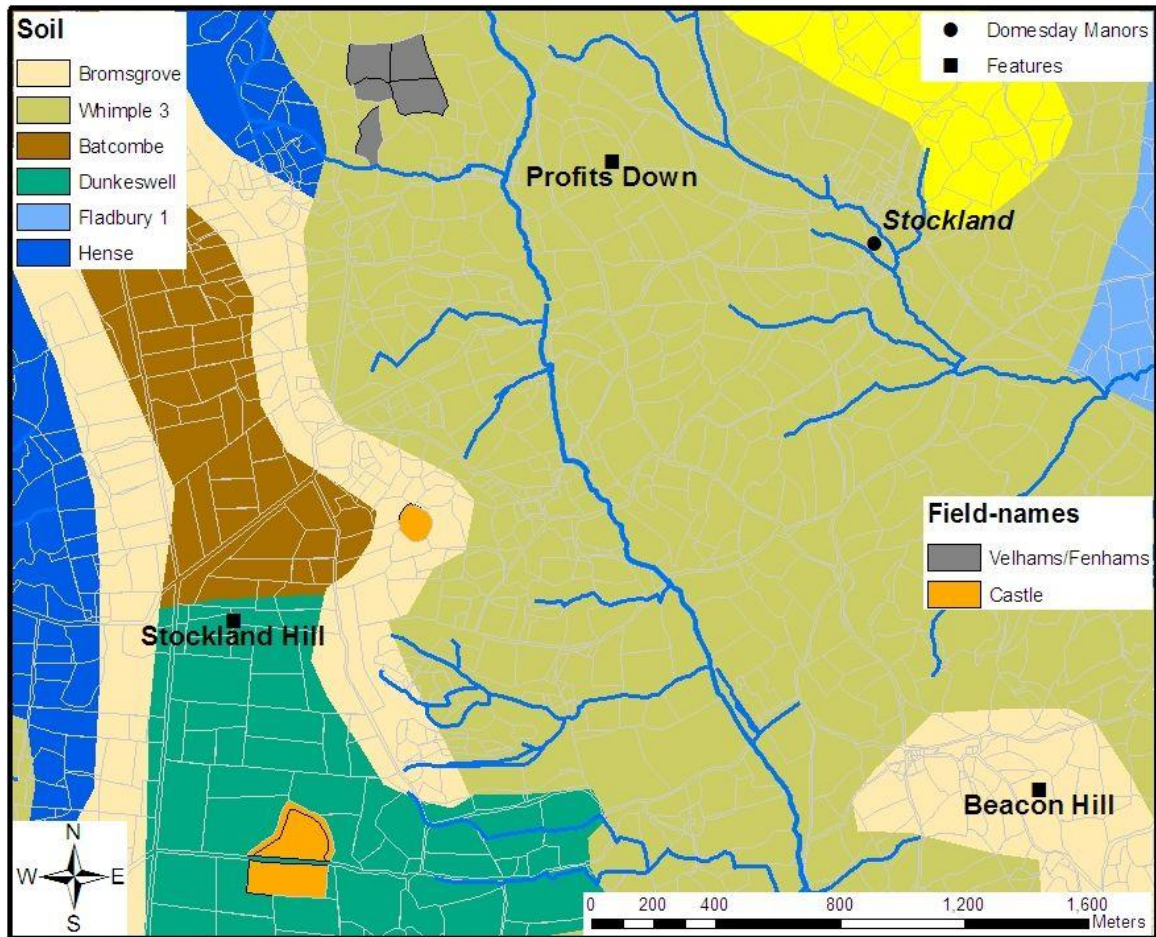 Soil
Bromsgrove
Whimple 3
Batcombe
Dunkeswell
Fladbury 1
Hense
Domesday Manors
Features
Profits Down
Stockland
Field-names
Velhams/Fenhams
Castle
Stockland Hill
Beacon Hill
N
W E
S
0 200 400 800 1,200 1,600
Meters